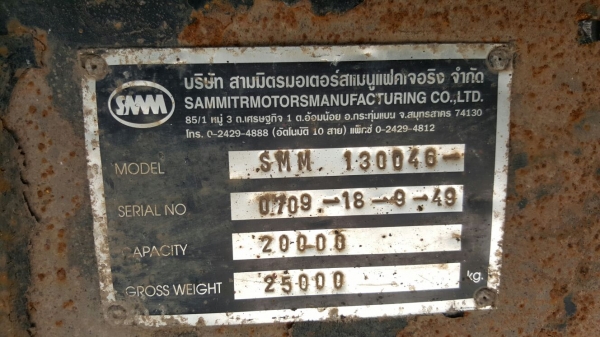 SMM
บริษัท สามมิตรมอเตอร์สแมนูแฟคเจอริง จำกัด
SAMMITRMOTORSMANUFACTURING CO.,LTD.
85/1 หมู่ 3 ถ.เศรษฐกิจ 1 ต.อ้อมน้อย อ.กระทุ่มแบน จ.สมุทรสาคร 74130
โทร. 0-2429-4888 (อัตโนมัติ 10 สาย) แฟ็กซ์ 0-2429-4812
MODEL SMM 130046-
SERIAL NO 0709-18-9-49
CAPACITY 20000
GROSS WEIGHT 25000 kg.